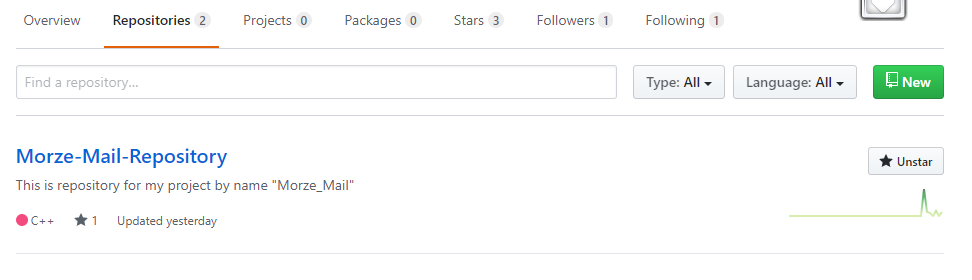 Overview Repositories 2 Projects 0 Packages 0 Stars 3 Followers 1 Following 1
Find a repository... Type: All Language: All New
Morze-Mail-Repository Unstar
This is repository for my project by name "Morze_Mail"
C++ 1 Updated yesterday